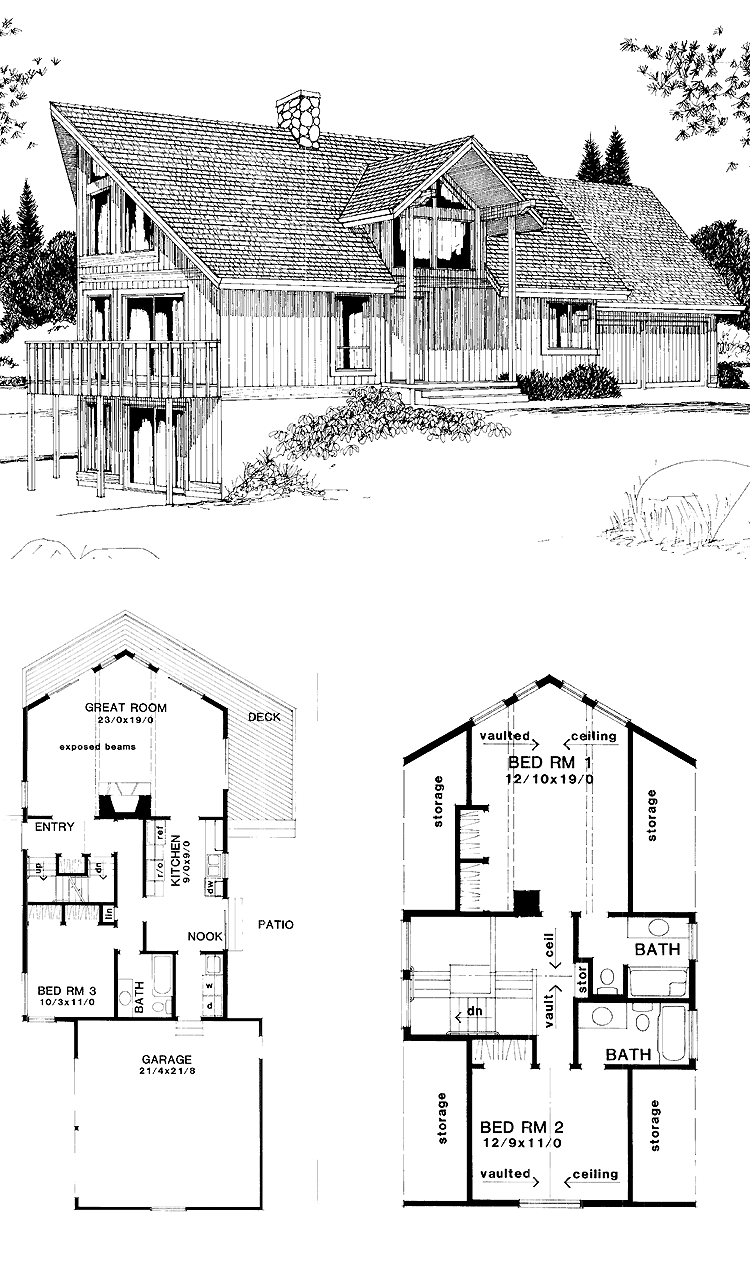 GREAT ROOM
23/0x19/0
DECK
exposed beams
ENTRY
KITCHEN
9/0x9/0
ref
r/o
dw
up
dn
lin
NOOK
PATIO
BED RM 3
10/3x11/0
BATH
w
d
GARAGE
21/4x21/8
vaulted
ceiling
BED RM 1
12/10x19/0
storage
storage
ceil
vault
BATH
stor
dn
BATH
storage
BED RM 2
12/9x11/0
storage
vaulted
ceiling